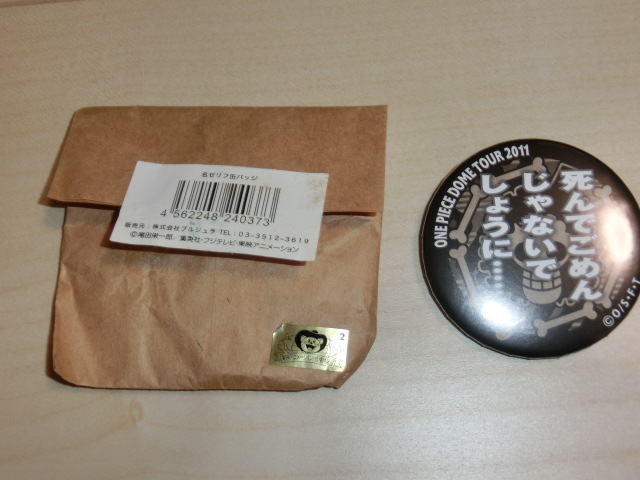 名ゼリフ缶バッジ
4 562248 240373
販売元:株式会社ブルジュラ TEL:03-3512-3619
©尾田栄一郎/集英社・フジテレビ・東映アニメーション
2
ONE PIECE DOME TOUR 2011
死んでごめん
じゃないで
しょうに……
©O/S・F・T